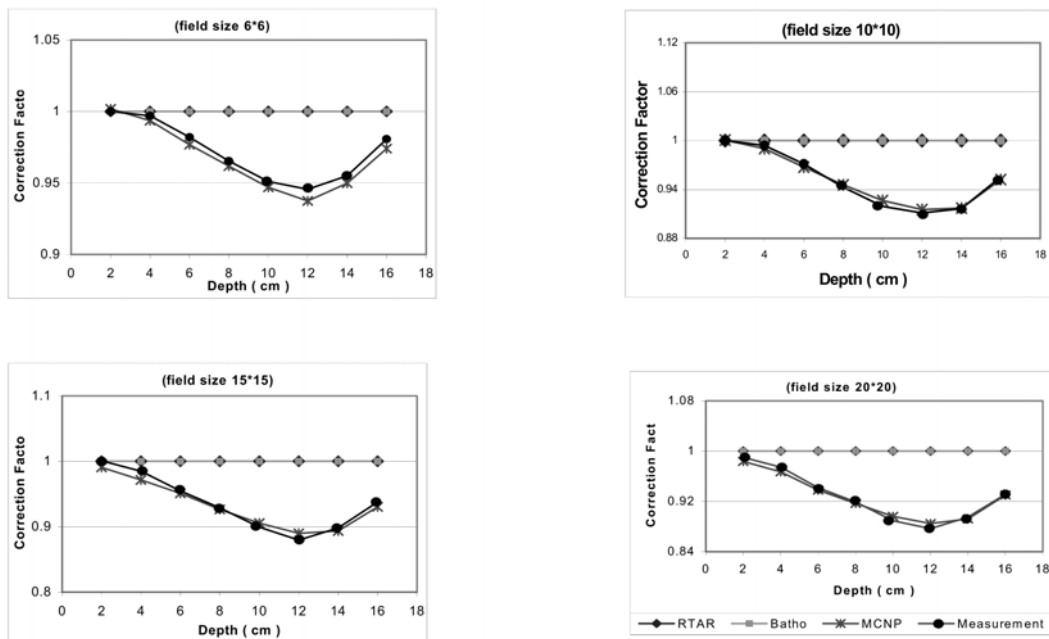 (field size 6*6)
1.05
1
0.95
0.9
0 2 4 6 8 10 12 14 16 18
Depth ( cm )
Correction Facto
(field size 10*10)
1.12
1.06
1
0.94
0.88
0 2 4 6 8 10 12 14 16 18
Depth ( cm )
Correction Factor
(field size 15*15)
1.1
1
0.9
0.8
0 2 4 6 8 10 12 14 16 18
Depth ( cm )
Correction Facto
(field size 20*20)
1.08
1
0.92
0.84
0 2 4 6 8 10 12 14 16 18
Depth ( cm )
Correction Fact
RTAR Batho MCNP Measurement